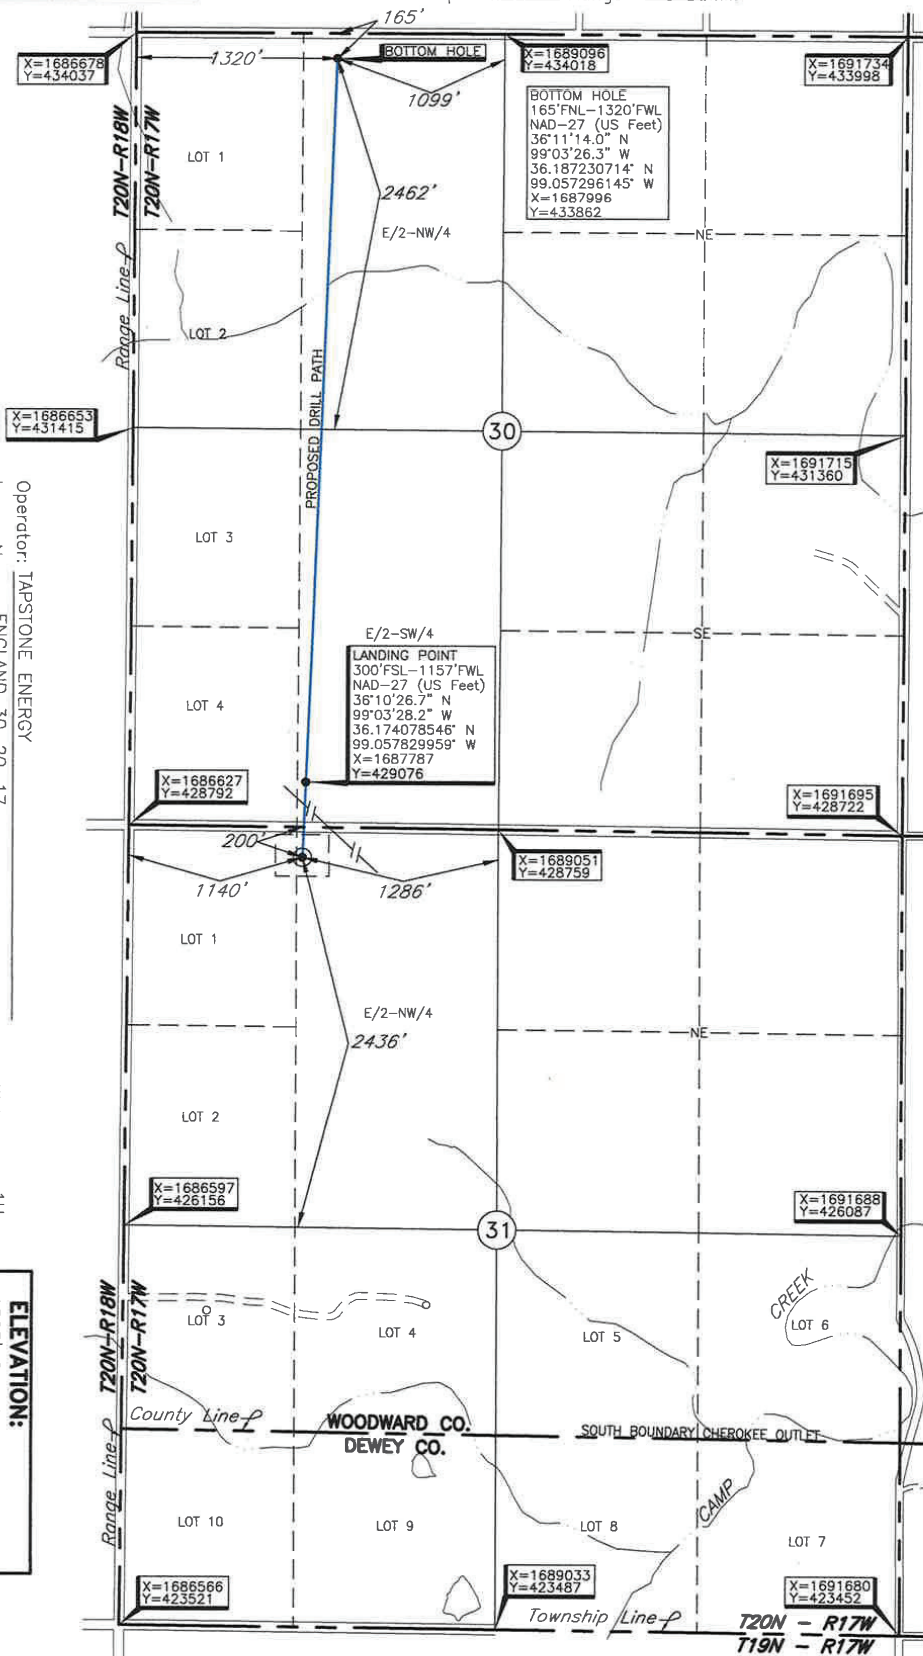 165'
1320'
BOTTOM HOLE
X=1686678
Y=434037
X=1689096
Y=434018
X=1691734
Y=433998
1099'
BOTTOM HOLE
165'FNL-1320'FWL
NAD-27 (US Feet)
36°11'14.0" N
99°03'26.3" W
36.187230714° N
99.057296145° W
X=1687996
Y=433862
T20N-R18W
T20N-R17W
LOT 1
2462'
E/2-NW/4
NE
Range Line
LOT 2
PROPOSED DRILL PATH
X=1686653
Y=431415
30
X=1691715
Y=431360
Operator: TAPSTONE ENERGY
LOT 3
E/2-SW/4
SE
LANDING POINT
300'FSL-1157'FWL
NAD-27 (US Feet)
36°10'26.7" N
99°03'28.2" W
36.174078546° N
99.057829959° W
X=1687787
Y=429076
LOT 4
X=1686627
Y=428792
X=1691695
Y=428722
200'
1140'
1286'
X=1689051
Y=428759
LOT 1
E/2-NW/4
2436'
NE
LOT 2
X=1686597
Y=426156
31
X=1691688
Y=426087
ELEVATION:
T20N-R18W
T20N-R17W
LOT 3
LOT 4
LOT 5
CREEK
LOT 6
County Line
WOODWARD CO.
DEWEY CO.
SOUTH BOUNDARY CHEROKEE OUTLET
Range Line
LOT 10
LOT 9
LOT 8
CAMP
LOT 7
X=1686566
Y=423521
X=1689033
Y=423487
X=1691680
Y=423452
Township Line
T20N - R17W
T19N - R17W